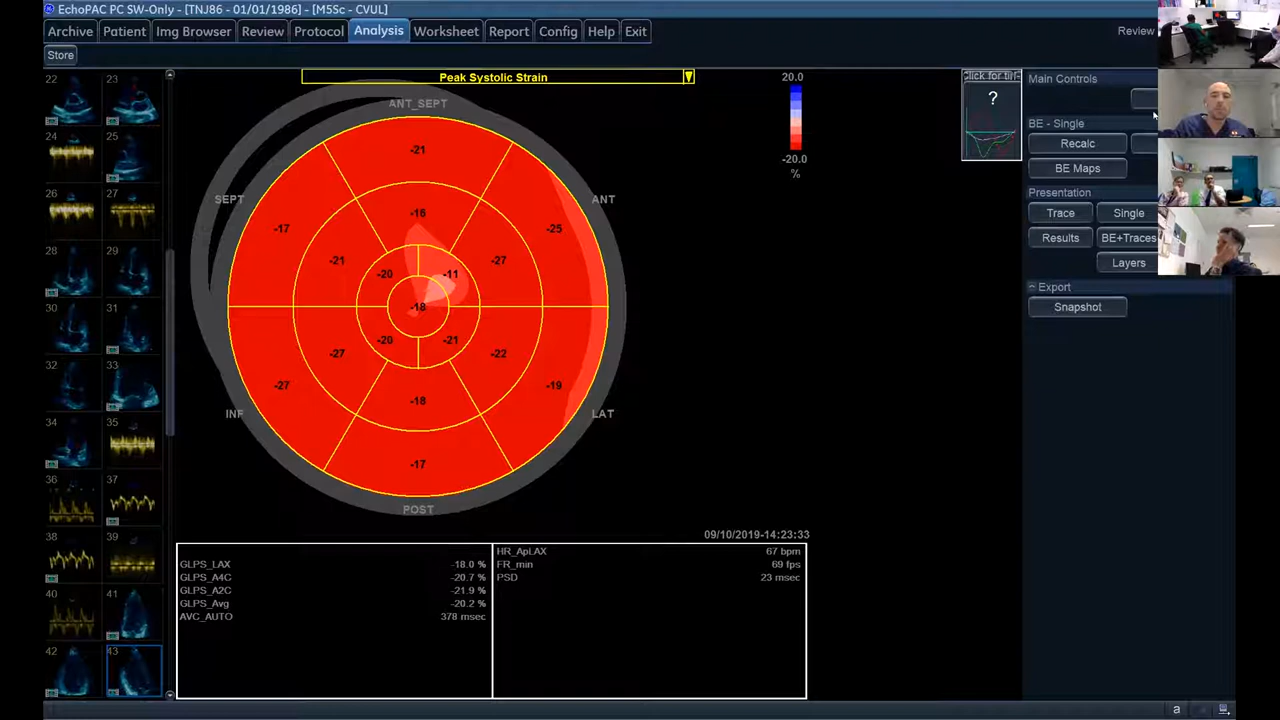 EchoPAC PC SW-Only - [TNJ86 - 01/01/1986] - [M5Sc - CVUL]
Archive Patient Img Browser Review Protocol Analysis Worksheet Report Config Help Exit
Review
Store
Peak Systolic Strain
20.0
-20.0
%
Click for
?
22 23
24 25
26 27
28 29
30 31
32 33
34 35
36 37
38 39
40 41
42 43
ANT_SEPT
SEPT
ANT
INF
LAT
POST
-21
-17
-16
-25
-21
-27
-20
-11
-18
-20
-21
-27
-22
-27
-19
-18
-17
Main Controls
BE - Single
Recalc
BE Maps
Presentation
Trace Single
Results BE+Traces
Layers
Export
Snapshot
09/10/2019-14:23:33
GLPS_LAX -18.0 %
GLPS_A4C -20.7 %
GLPS_A2C -21.9 %
GLPS_Avg -20.2 %
AVC_AUTO 378 msec
HR_ApLAX 67 bpm
FR_min 69 fps
PSD 23 msec
a